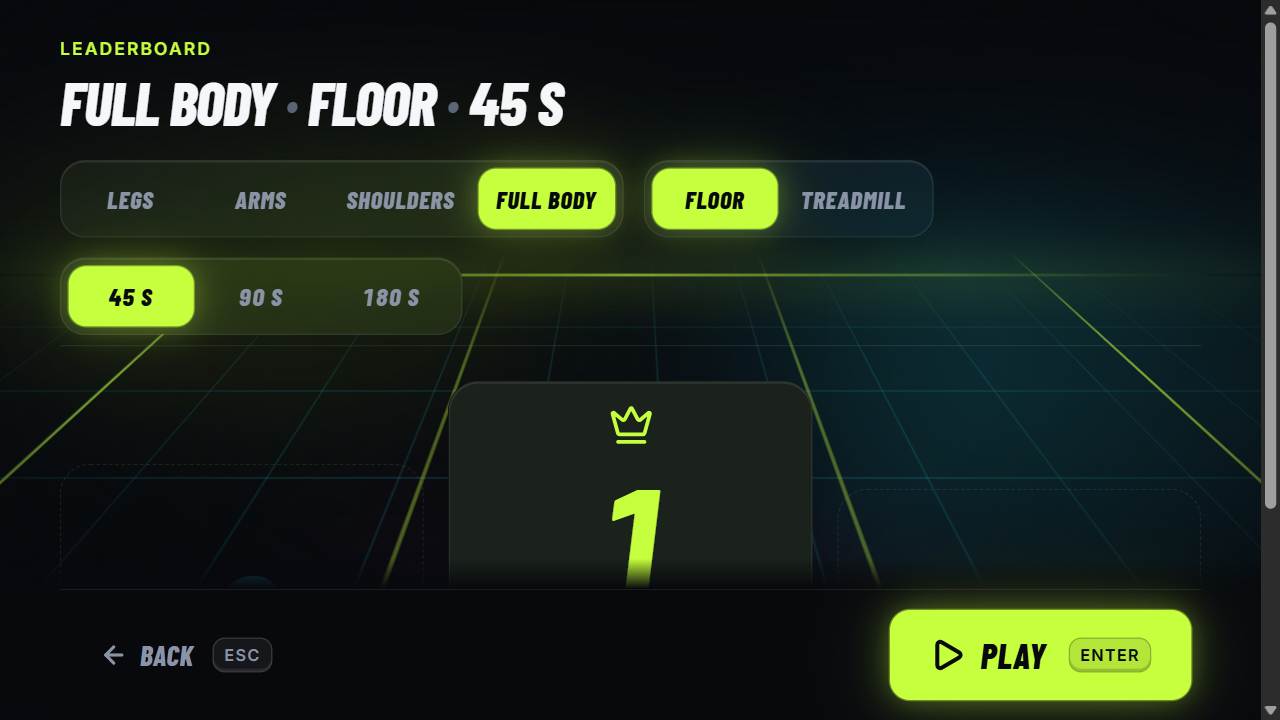 LEADERBOARD
FULL BODY · FLOOR · 45 S
LEGS ARMS SHOULDERS FULL BODY FLOOR TREADMILL
45 S 90 S 180 S
1
BACK ESC PLAY ENTER